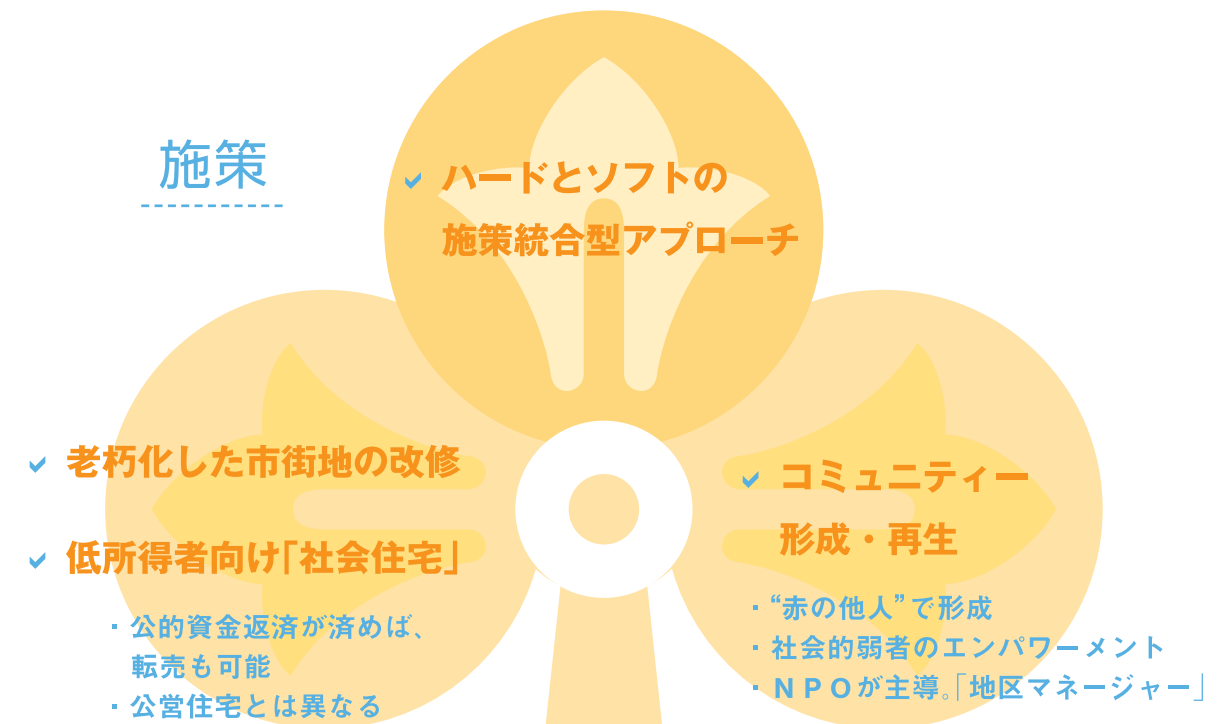 施策
ハードとソフトの
施策統合型アプローチ
老朽化した市街地の改修
低所得者向け「社会住宅」
・公的資金返済が済めば、
転売も可能
・公営住宅とは異なる
コミュニティー
形成・再生
・“赤の他人”で形成
・社会的弱者のエンパワーメント
・ＮＰＯが主導。「地区マネージャー」